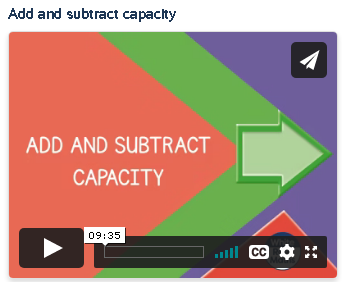 Add and subtract capacity
ADD AND SUBTRACT
CAPACITY
09:35
CC